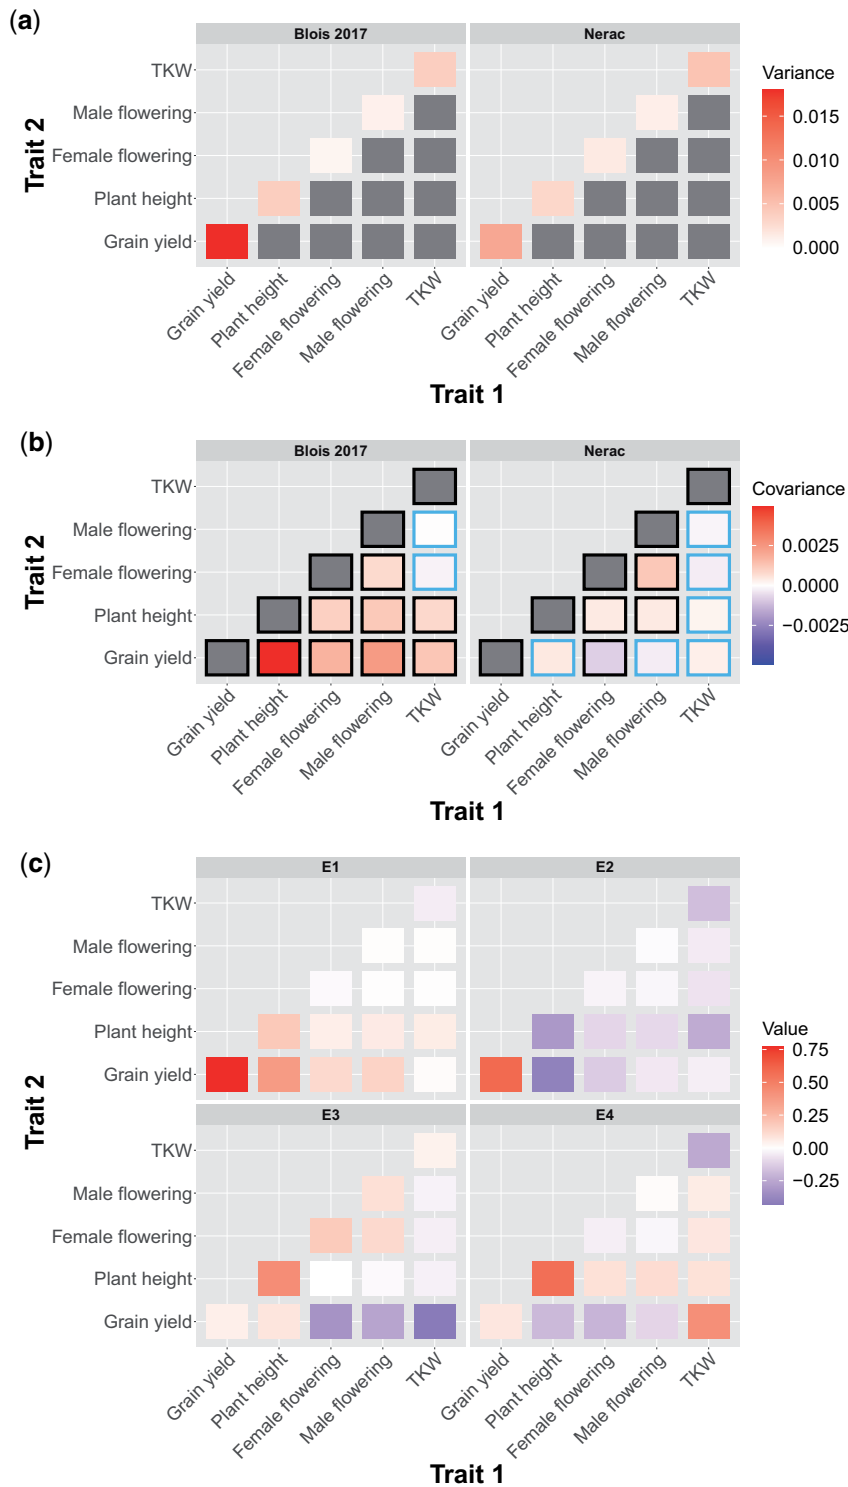 (a)
Blois 2017
Nerac
Trait 2
TKW
Male flowering
Female flowering
Plant height
Grain yield
Grain yield
Plant height
Female flowering
Male flowering
TKW
Grain yield
Plant height
Female flowering
Male flowering
TKW
Trait 1
Variance
0.015
0.010
0.005
0.000
(b)
Blois 2017
Nerac
Trait 2
TKW
Male flowering
Female flowering
Plant height
Grain yield
Grain yield
Plant height
Female flowering
Male flowering
TKW
Grain yield
Plant height
Female flowering
Male flowering
TKW
Trait 1
Covariance
0.0025
0.0000
−0.0025
(c)
E1
E2
Trait 2
TKW
Male flowering
Female flowering
Plant height
Grain yield
E3
E4
TKW
Male flowering
Female flowering
Plant height
Grain yield
Grain yield
Plant height
Female flowering
Male flowering
TKW
Grain yield
Plant height
Female flowering
Male flowering
TKW
Trait 1
Value
0.75
0.50
0.25
0.00
−0.25